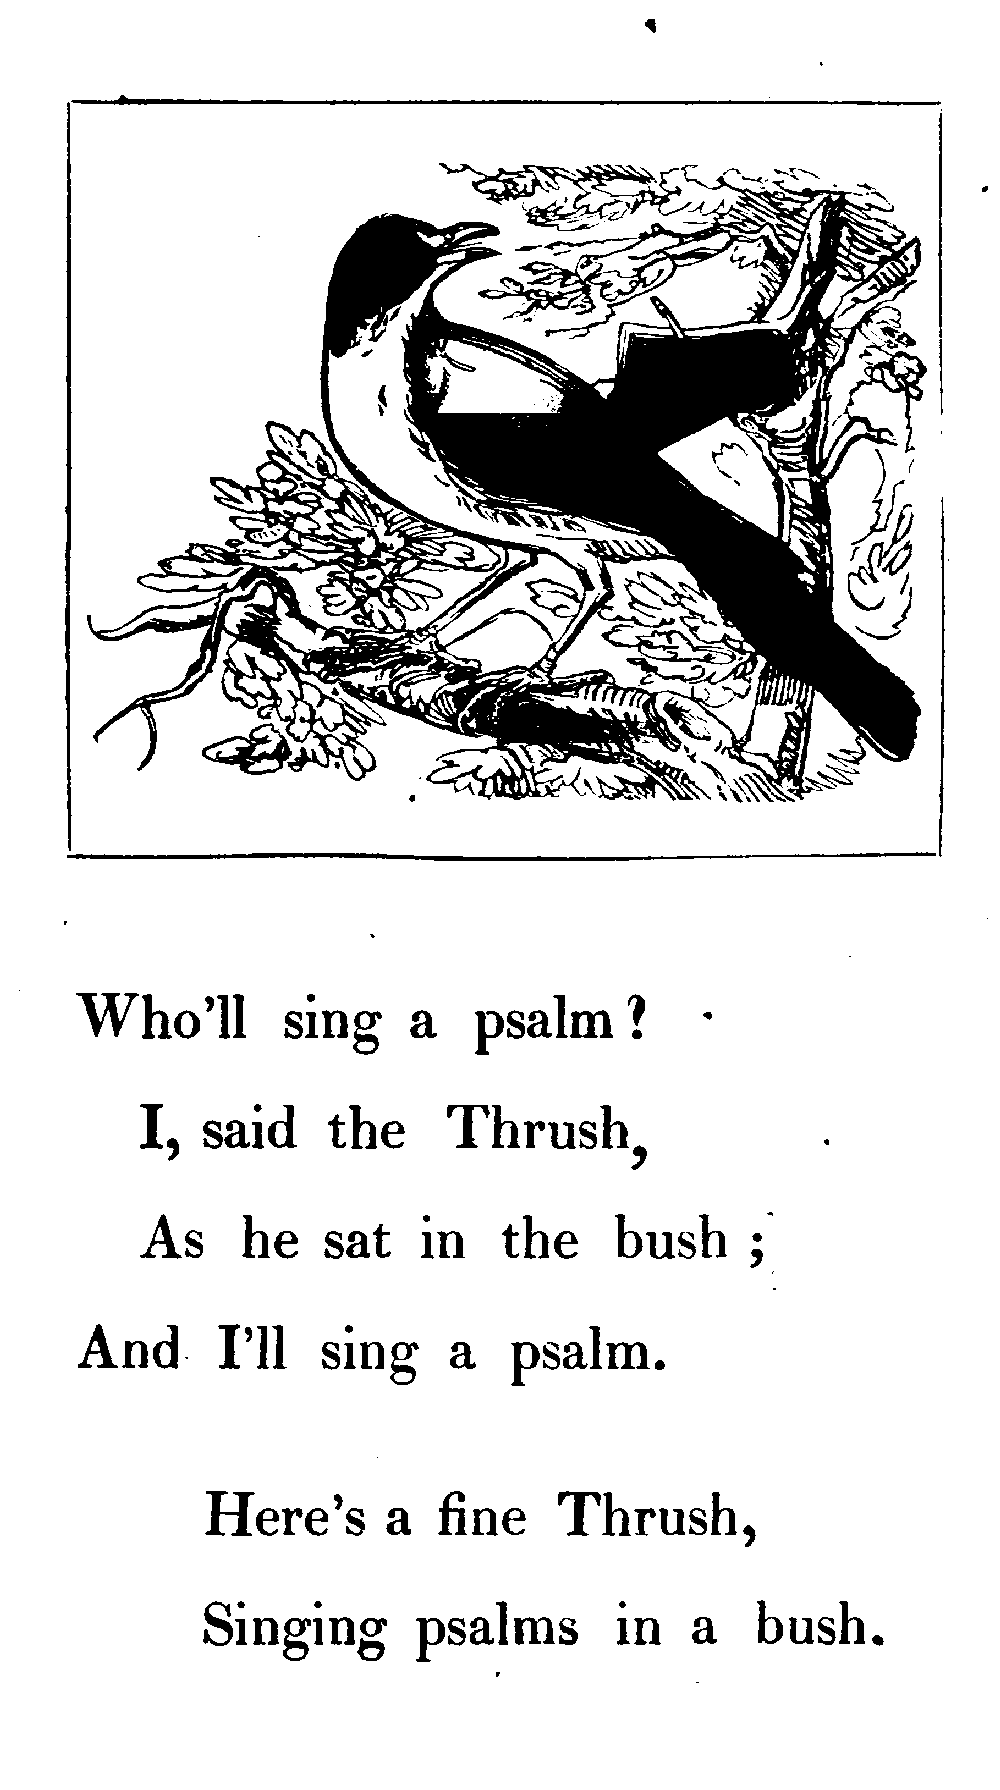 Who'll sing a psalm?
I, said the Thrush,
As he sat in the bush;
And I'll sing a psalm.
Here's a fine Thrush,
Singing psalms in a bush.